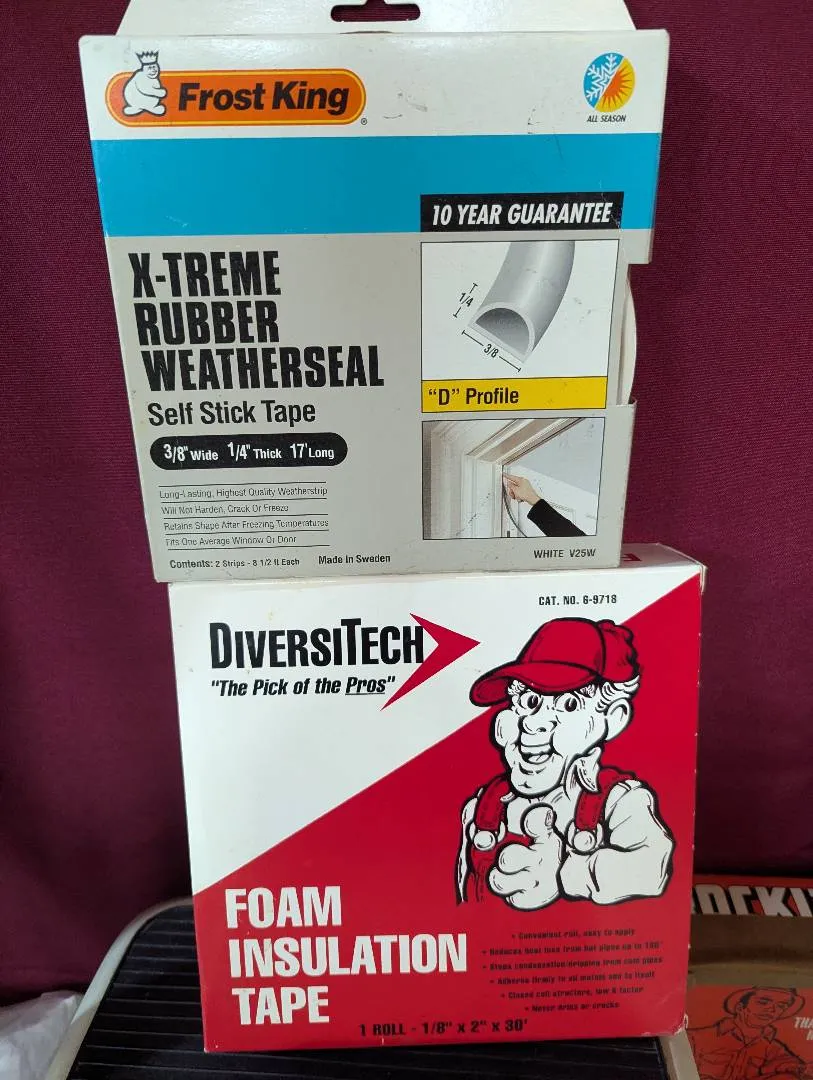 Frost King
®
ALL SEASON
10 YEAR GUARANTEE
X-TREME
RUBBER
WEATHERSEAL
Self Stick Tape
3/8" Wide 1/4" Thick 17' Long
1/4
3/8
"D" Profile
Long-Lasting, Highest Quality Weatherstrip
Will Not Harden, Crack Or Freeze
Retains Shape After Freezing Temperatures
Fits One Average Window Or Door
Contents: 2 Strips - 8 1/2 ft Each Made In Sweden
WHITE V25W
CAT. NO. 6-9718
DIVERSITECH
"The Pick of the Pros"
FOAM
INSULATION
TAPE
• Convenient roll, easy to apply
• Reduces heat loss from hot pipes up to 180°
• Stops condensation dripping from cold pipes
• Adheres firmly to all metals and to itself
• Closed cell structure, low K factor
• Never dries or cracks
1 ROLL - 1/8" x 2" x 30'